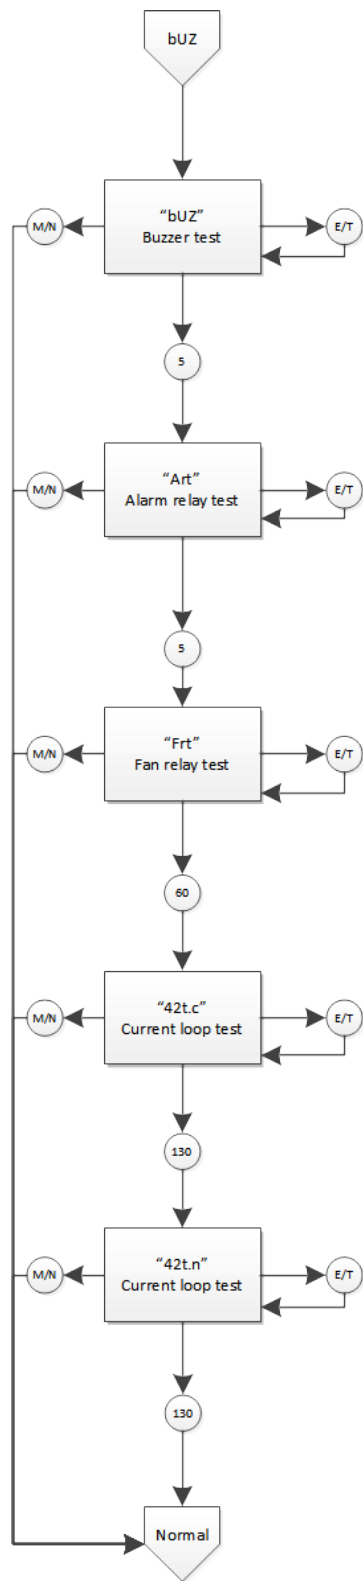 bUZ
“bUZ”
Buzzer test
M/N
E/T
5
“Art”
Alarm relay test
M/N
E/T
5
“Frt”
Fan relay test
M/N
E/T
60
“42t.c”
Current loop test
M/N
E/T
130
“42t.n”
Current loop test
M/N
E/T
130
Normal